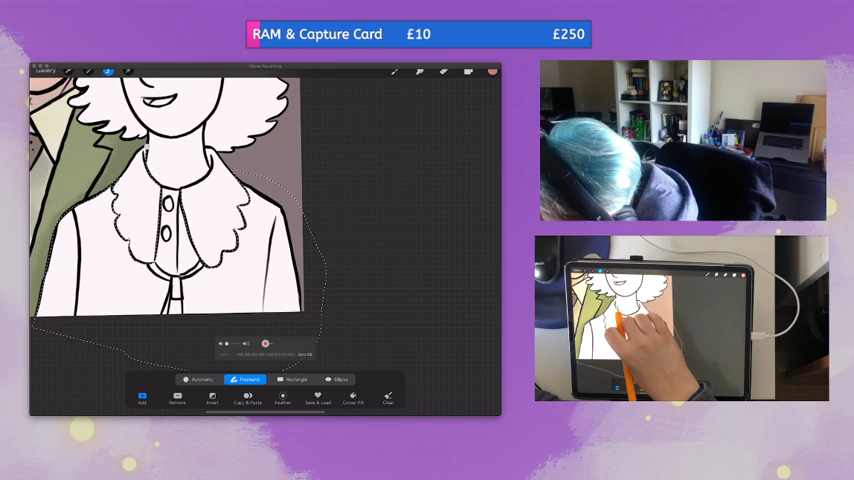 RAM & Capture Card £10 £250
Gallery
Automatic Freehand Rectangle Ellipse
Add Remove Invert Copy & Paste Feather Save & Load Colour Fill Clear